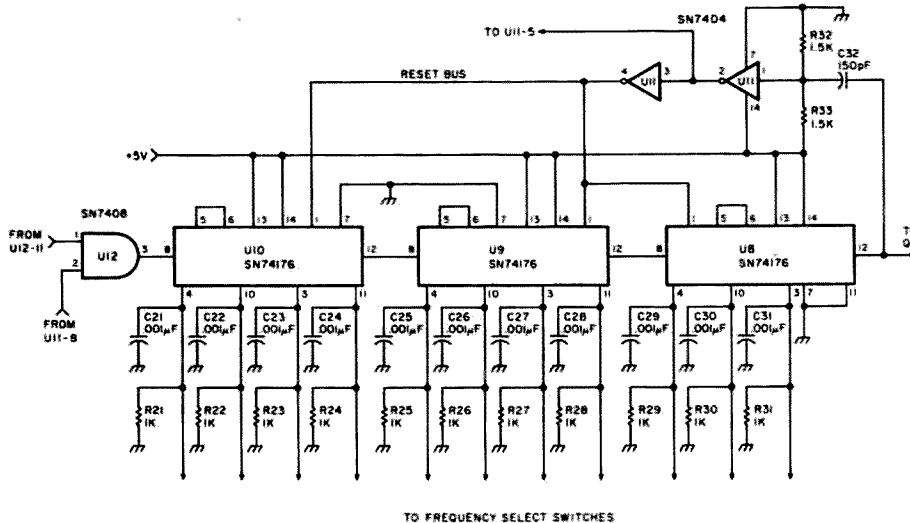 SN7404
TO U11-5
R32
1.5K
C32
150pF
7
RESET BUS
4
U11
3
2
U11
1
14
R33
1.5K
+5V
SN7408
5
6
13
14
1
7
5
6
7
13
14
1
1
5
6
13
14
FROM
U12-11
1
2
U12
3
8
U10
SN74176
12
8
U9
SN74176
12
8
U8
SN74176
12
4
10
3
11
4
10
3
11
4
10
3
7
11
FROM
U11-8
C21
.001µF
C22
.001µF
C23
.001µF
C24
.001µF
C25
.001µF
C26
.001µF
C27
.001µF
C28
.001µF
C29
.001µF
C30
.001µF
C31
.001µF
R21
1K
R22
1K
R23
1K
R24
1K
R25
1K
R26
1K
R27
1K
R28
1K
R29
1K
R30
1K
R31
1K
TO FREQUENCY SELECT SWITCHES